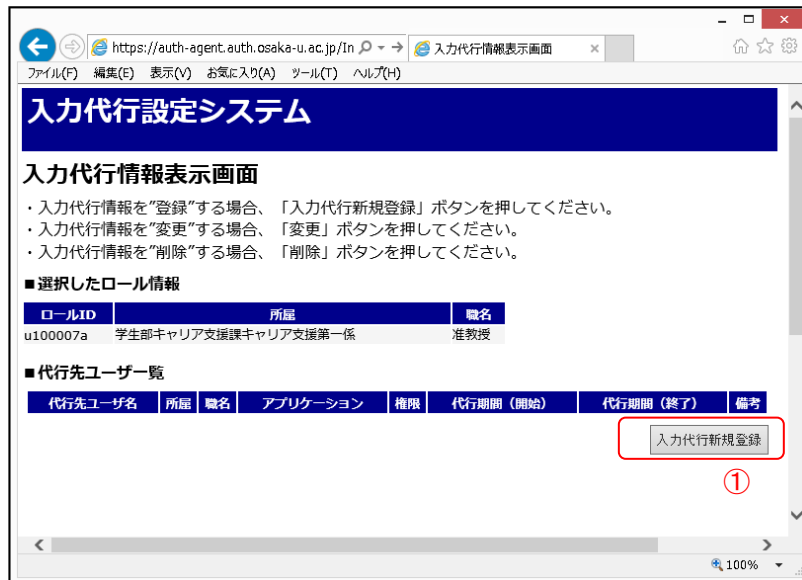 https://auth-agent.auth.osaka-u.ac.jp/In
入力代行情報表示画面
ファイル(F) 編集(E) 表示(V) お気に入り(A) ツール(T) ヘルプ(H)
入力代行設定システム
入力代行情報表示画面
・入力代行情報を"登録"する場合、「入力代行新規登録」ボタンを押してください。
・入力代行情報を"変更"する場合、「変更」ボタンを押してください。
・入力代行情報を"削除"する場合、「削除」ボタンを押してください。
■選択したロール情報
ロールID 所属 職名
u100007a 学生部キャリア支援課キャリア支援第一係 准教授
■代行先ユーザ一覧
代行先ユーザ名 所属 職名 アプリケーション 権限 代行期間（開始） 代行期間（終了） 備考
入力代行新規登録
①
100%